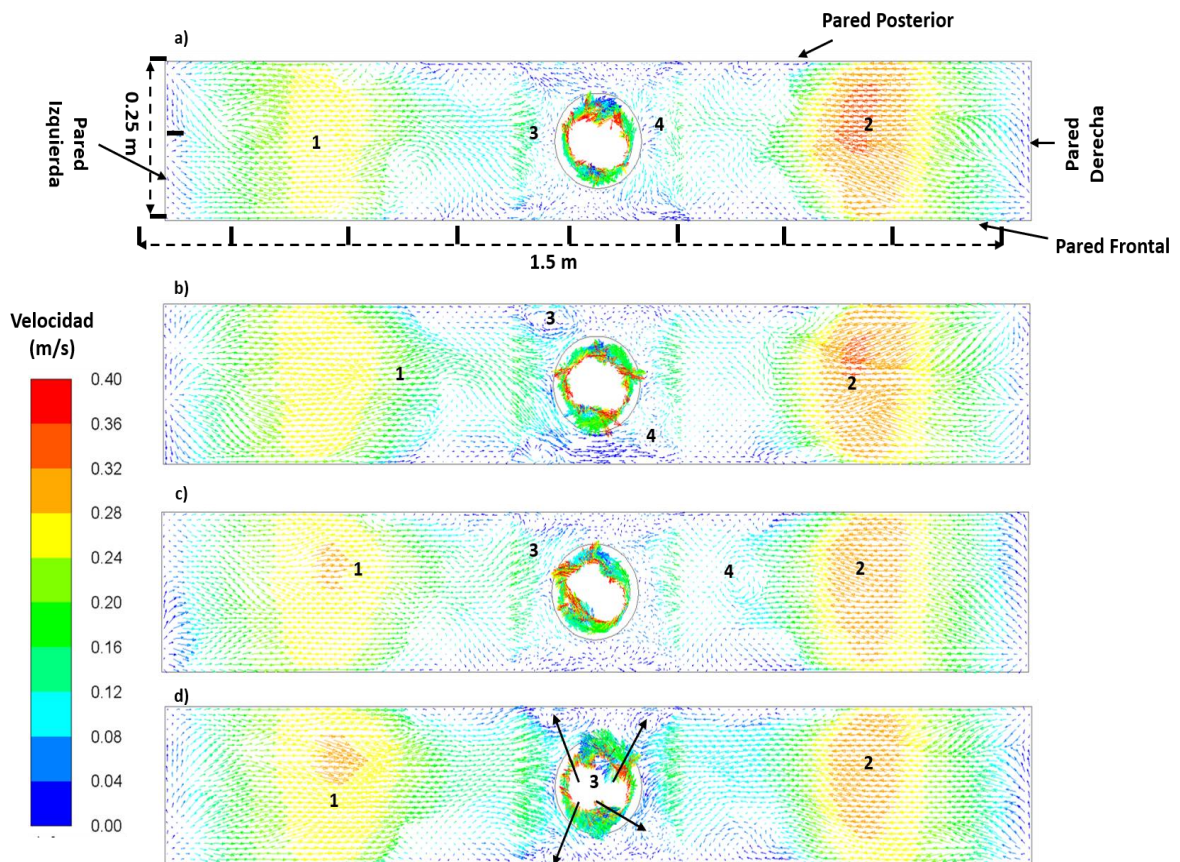 Pared Posterior
a)
Pared
Izquierda
0.25 m
1
3
4
2
Pared
Derecha
1.5 m
Pared Frontal
b)
3
1
2
4
Velocidad
(m/s)
0.40
0.36
0.32
0.28
0.24
0.20
0.16
0.12
0.08
0.04
0.00
c)
3
1
4
2
d)
3
1
2